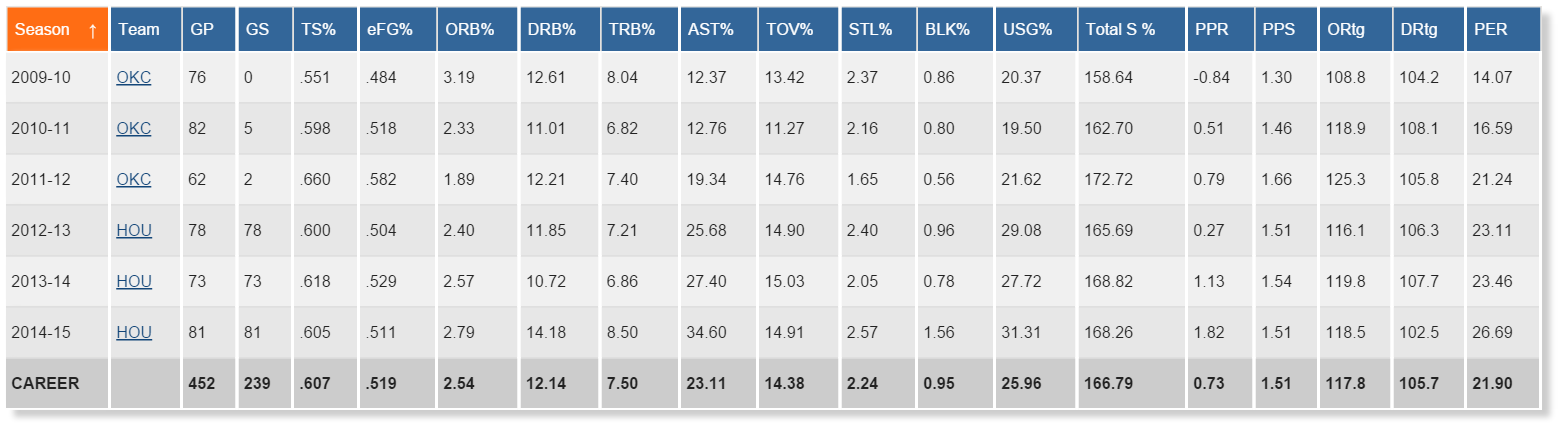 Season ↑ Team GP GS TS% eFG% ORB% DRB% TRB% AST% TOV% STL% BLK% USG% Total S % PPR PPS ORtg DRtg PER
2009-10 OKC 76 0 .551 .484 3.19 12.61 8.04 12.37 13.42 2.37 0.86 20.37 158.64 -0.84 1.30 108.8 104.2 14.07
2010-11 OKC 82 5 .598 .518 2.33 11.01 6.82 12.76 11.27 2.16 0.80 19.50 162.70 0.51 1.46 118.9 108.1 16.59
2011-12 OKC 62 2 .660 .582 1.89 12.21 7.40 19.34 14.76 1.65 0.56 21.62 172.72 0.79 1.66 125.3 105.8 21.24
2012-13 HOU 78 78 .600 .504 2.40 11.85 7.21 25.68 14.90 2.40 0.96 29.08 165.69 0.27 1.51 116.1 106.3 23.11
2013-14 HOU 73 73 .618 .529 2.57 10.72 6.86 27.40 15.03 2.05 0.78 27.72 168.82 1.13 1.54 119.8 107.7 23.46
2014-15 HOU 81 81 .605 .511 2.79 14.18 8.50 34.60 14.91 2.57 1.56 31.31 168.26 1.82 1.51 118.5 102.5 26.69
CAREER 452 239 .607 .519 2.54 12.14 7.50 23.11 14.38 2.24 0.95 25.96 166.79 0.73 1.51 117.8 105.7 21.90